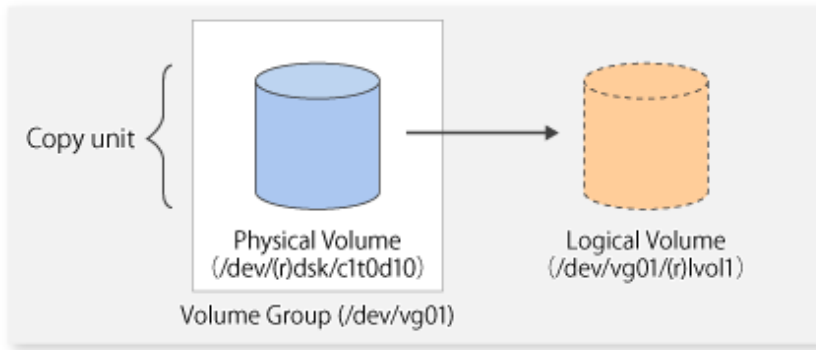 Copy unit
Physical Volume
(/dev/(r)dsk/c1t0d10)
Logical Volume
(/dev/vg01/(r)lvol1)
Volume Group (/dev/vg01)